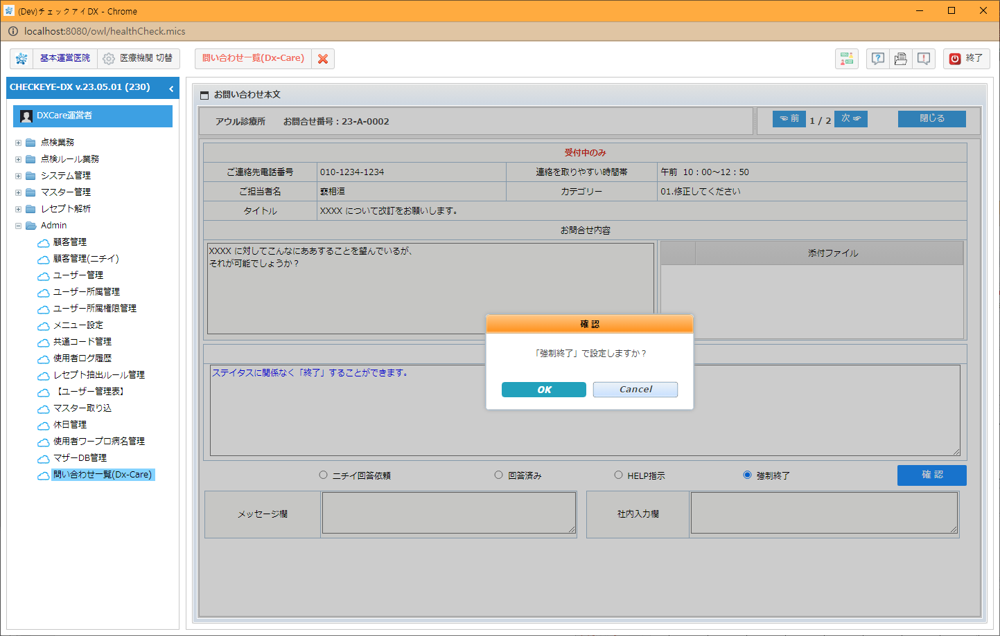 (Dev)チェックアイDX - Chrome
localhost:8080/owl/healthCheck.mics
基本運営医院
医療機関 切替
問い合わせ一覧(Dx-Care)
終了
CHECKEYE-DX v.23.05.01 (230)
DXCare運営者
点検業務
点検ルール業務
システム管理
マスター管理
レセプト解析
Admin
顧客管理
顧客管理(ニチイ)
ユーザー管理
ユーザー所属管理
ユーザー所属権限管理
メニュー設定
共通コード管理
使用者ログ履歴
レセプト抽出ルール管理
【ユーザー管理表】
マスター取り込
休日管理
使用者ワープロ病名管理
マザーDB管理
問い合わせ一覧(Dx-Care)
お問い合わせ本文
アウル診療所 お問合せ番号：23-A-0002
前 1 / 2 次
閉じる
受付中のみ
ご連絡先電話番号 010-1234-1234 連絡を取りやすい時間帯 午前 10：00～12：50
ご担当者名 裵相洹 カテゴリー 01.修正してください
タイトル XXXX について改訂をお願いします。
お問合せ内容
XXXX に対してこんなにああすることを望んでいるが、
それが可能でしょうか？
添付ファイル
確 認
「強制終了」で設定しますか？
OK Cancel
ステイタスに関係なく「終了」することができます。
ニチイ回答依頼 回答済み HELP指示 強制終了 確 認
メッセージ欄 社内入力欄